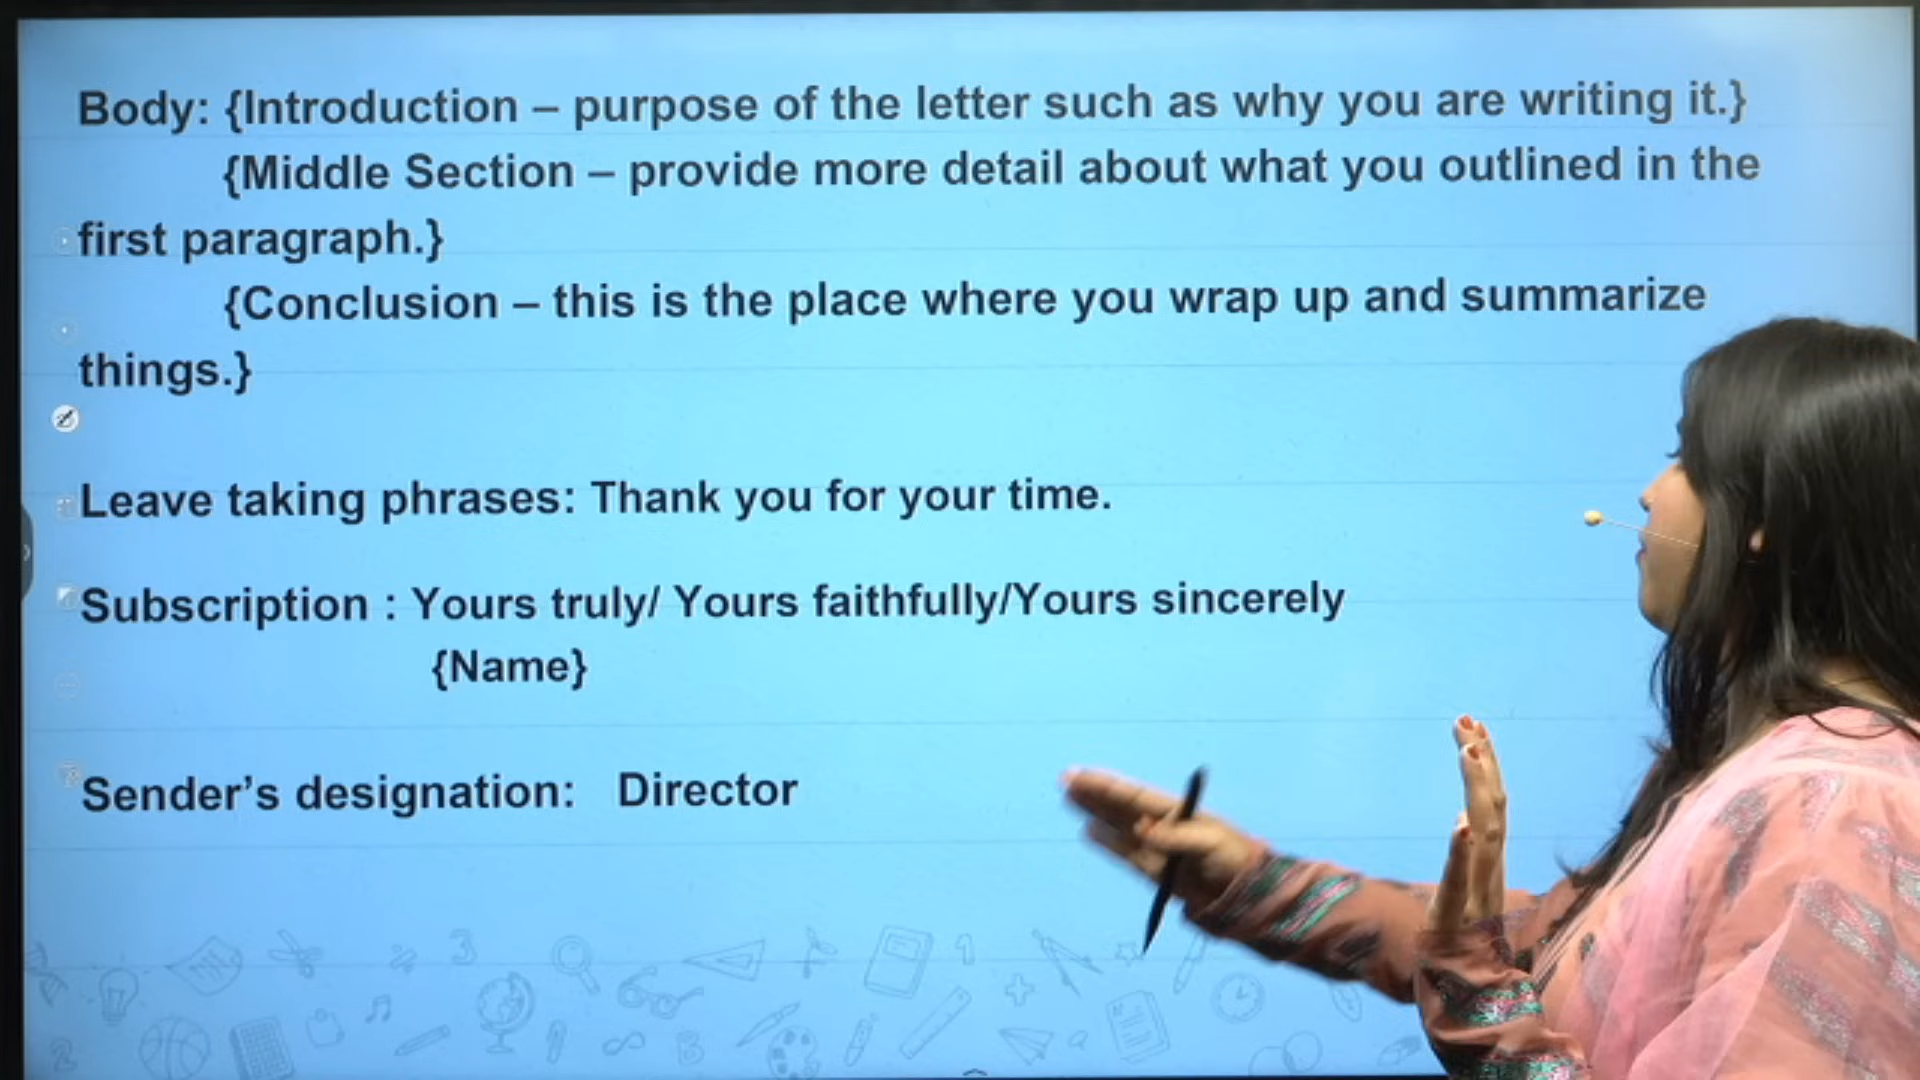 Body: {Introduction – purpose of the letter such as why you are writing it.}
{Middle Section – provide more detail about what you outlined in the
first paragraph.}
{Conclusion – this is the place where you wrap up and summarize
things.}
Leave taking phrases: Thank you for your time.
Subscription : Yours truly/ Yours faithfully/Yours sincerely
{Name}
Sender’s designation: Director